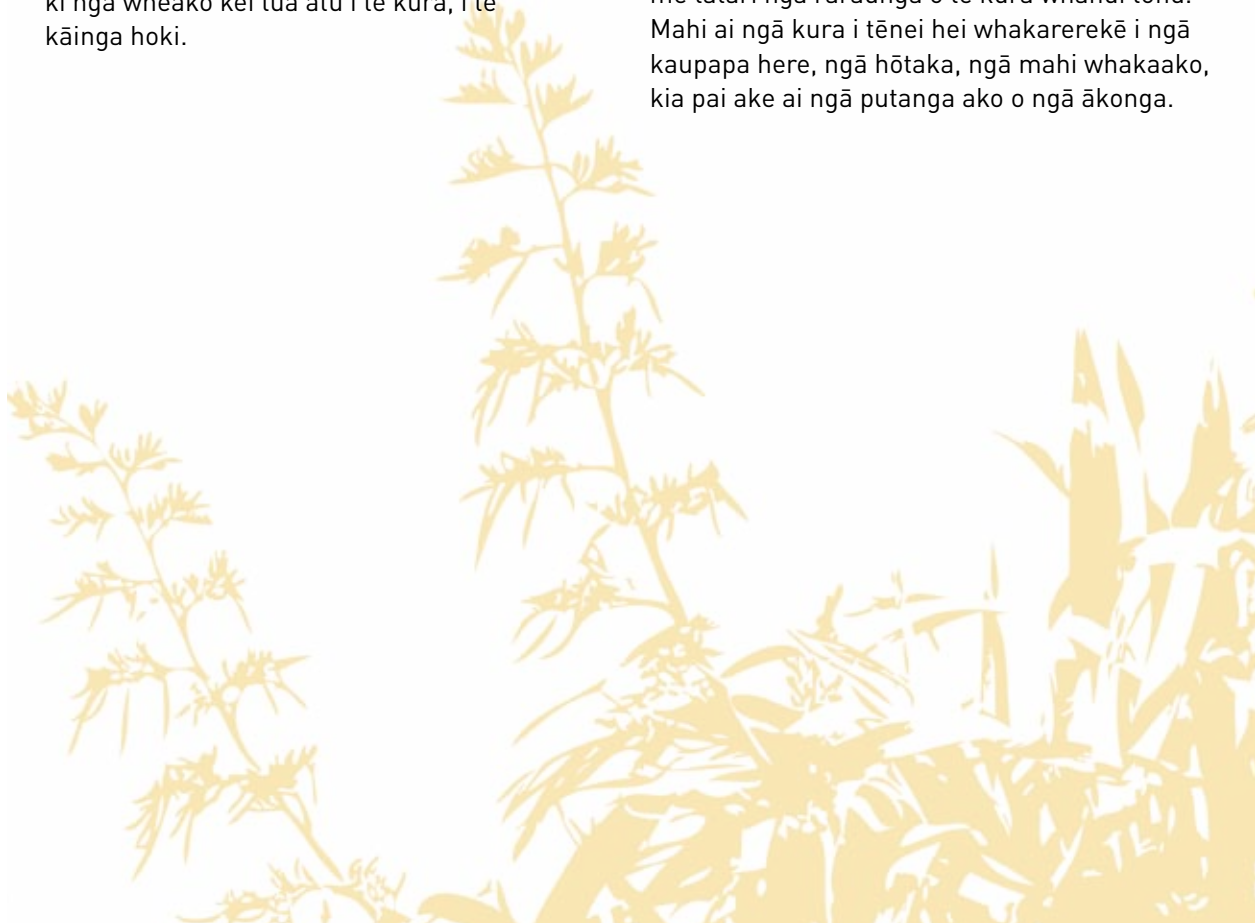 ki ngā wheako kei tua atu i te kura, i te
kāinga hoki.
me tātari ngā raraunga o te kura whānui tonu.
Mahi ai ngā kura i tēnei hei whakarerekē i ngā
kaupapa here, ngā hōtaka, ngā mahi whakaako,
kia pai ake ai ngā putanga ako o ngā ākonga.